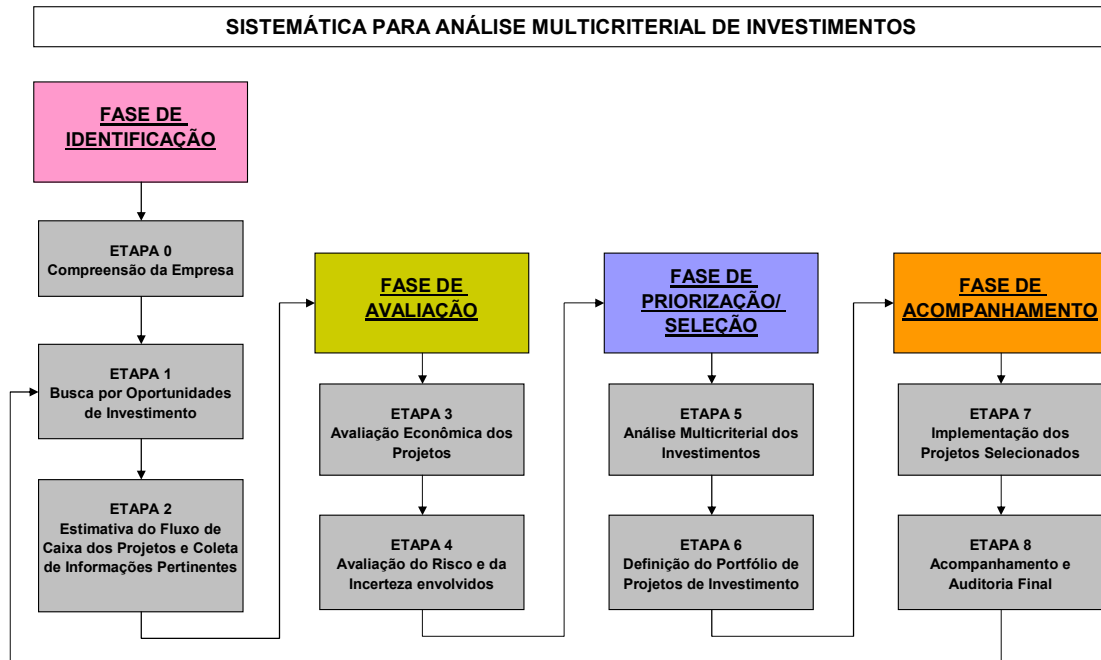 SISTEMÁTICA PARA ANÁLISE MULTICRITERIAL DE INVESTIMENTOS
FASE DE
IDENTIFICAÇÃO
ETAPA 0
Compreensão da Empresa
ETAPA 1
Busca por Oportunidades
de Investimento
ETAPA 2
Estimativa do Fluxo de
Caixa dos Projetos e Coleta
de Informações Pertinentes
FASE DE
AVALIAÇÃO
ETAPA 3
Avaliação Econômica dos
Projetos
ETAPA 4
Avaliação do Risco e da
Incerteza envolvidos
FASE DE
PRIORIZAÇÃO/
SELEÇÃO
ETAPA 5
Análise Multicriterial dos
Investimentos
ETAPA 6
Definição do Portfólio de
Projetos de Investimento
FASE DE
ACOMPANHAMENTO
ETAPA 7
Implementação dos
Projetos Selecionados
ETAPA 8
Acompanhamento e
Auditoria Final